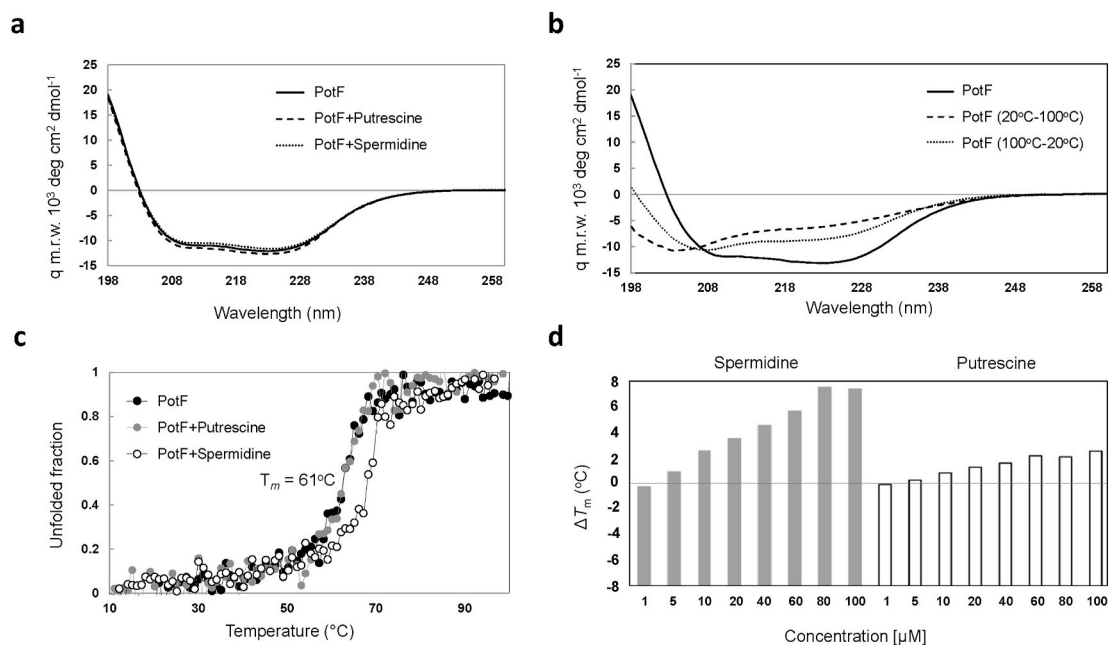 a
q m.r.w. 10³ deg cm² dmol⁻¹
25
20
15
10
5
0
-5
-10
-15
PotF
PotF+Putrescine
PotF+Spermidine
198 208 218 228 238 248 258
Wavelength (nm)
b
q m.r.w. 10³ deg cm² dmol⁻¹
25
20
15
10
5
0
-5
-10
-15
PotF
PotF (20°C-100°C)
PotF (100°C-20°C)
198 208 218 228 238 248 258
Wavelength (nm)
c
Unfolded fraction
1
0.8
0.6
0.4
0.2
0
PotF
PotF+Putrescine
PotF+Spermidine
Tm = 61°C
10 30 50 70 90
Temperature (°C)
d
Spermidine Putrescine
ΔTm (°C)
8
6
4
2
0
-2
-4
-6
-8
1 5 10 20 40 60 80 100 1 5 10 20 40 60 80 100
Concentration [µM]